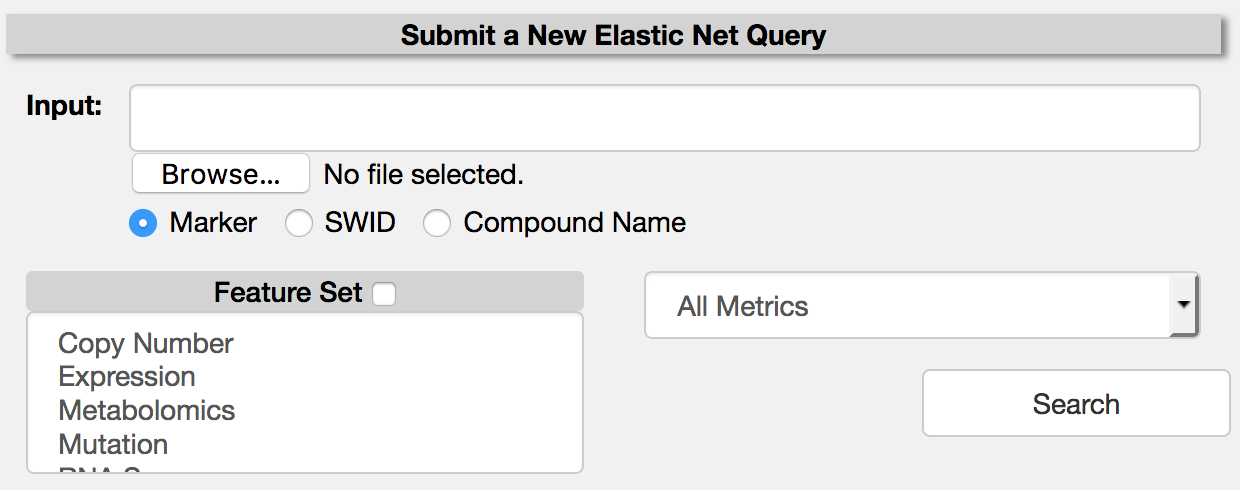 Submit a New Elastic Net Query
Input:
Browse... No file selected.
Marker SWID Compound Name
Feature Set
All Metrics
Copy Number
Expression
Metabolomics
Mutation
Search